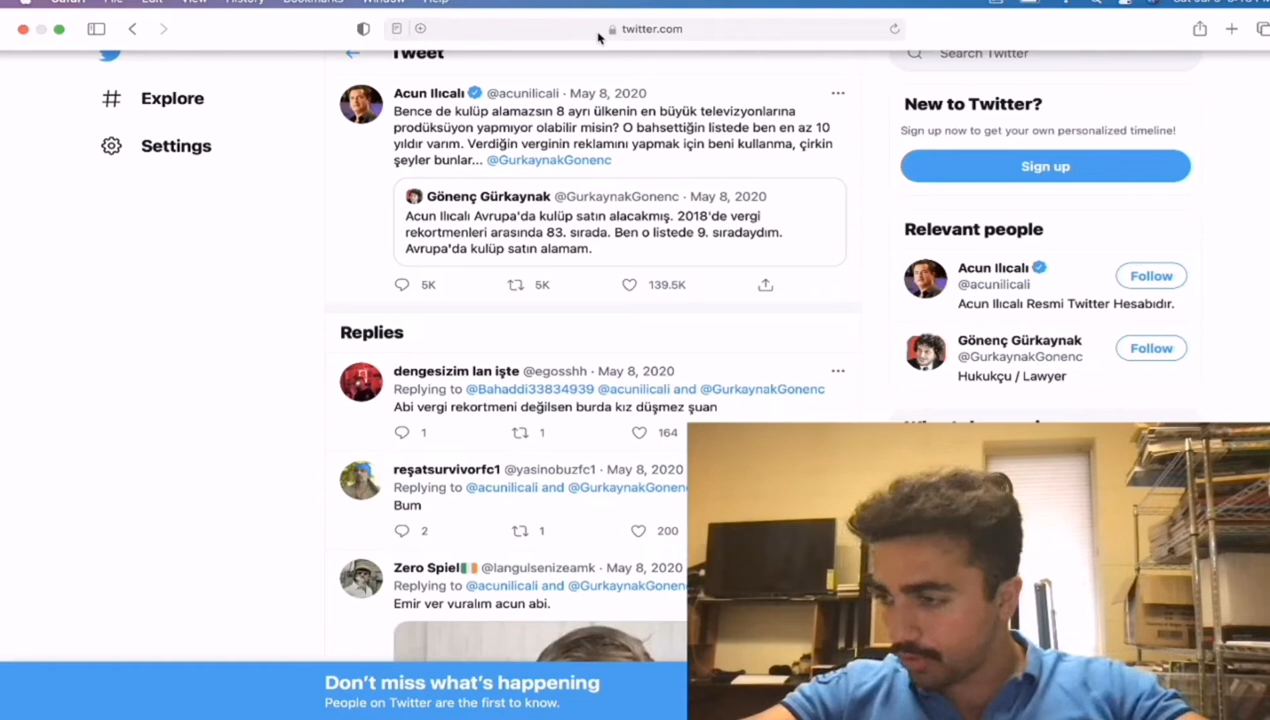 twitter.com
Tweet
Search Twitter
Explore
Settings
Acun Ilıcalı @acunilicali · May 8, 2020
Bence de kulüp alamazsın 8 ayrı ülkenin en büyük televizyonlarına
prodüksyon yapmıyor olabilir misin? O bahsettiğin listede ben en az 10
yıldır varım. Verdiğin verginin reklamını yapmak için beni kullanma, çirkin
şeyler bunlar... @GurkaynakGonenc
Gönenç Gürkaynak @GurkaynakGonenc · May 8, 2020
Acun Ilıcalı Avrupa'da kulüp satın alacakmış. 2018'de vergi
rekortmenleri arasında 83. sırada. Ben o listede 9. sıradaydım.
Avrupa'da kulüp satın alamam.
5K 5K 139.5K
Replies
dengesizim lan işte @egosshh · May 8, 2020
Replying to @Bahaddi33834939 @acunilicali and @GurkaynakGonenc
Abi vergi rekortmeni değilsen burda kız düşmez şuan
1 1 164
reşatsurvivorfc1 @yasinobuzfc1 · May 8, 2020
Replying to @acunilicali and @GurkaynakGonenc
Bum
2 1 200
Zero Spiel @langulsenizeamk · May 8, 2020
Replying to @acunilicali and @GurkaynakGonenc
Emir ver vuralım acun abi.
New to Twitter?
Sign up now to get your own personalized timeline!
Sign up
Relevant people
Acun Ilıcalı
@acunilicali
Follow
Acun Ilıcalı Resmi Twitter Hesabıdır.
Gönenç Gürkaynak
@GurkaynakGonenc
Follow
Hukukçu / Lawyer
Don't miss what's happening
People on Twitter are the first to know.